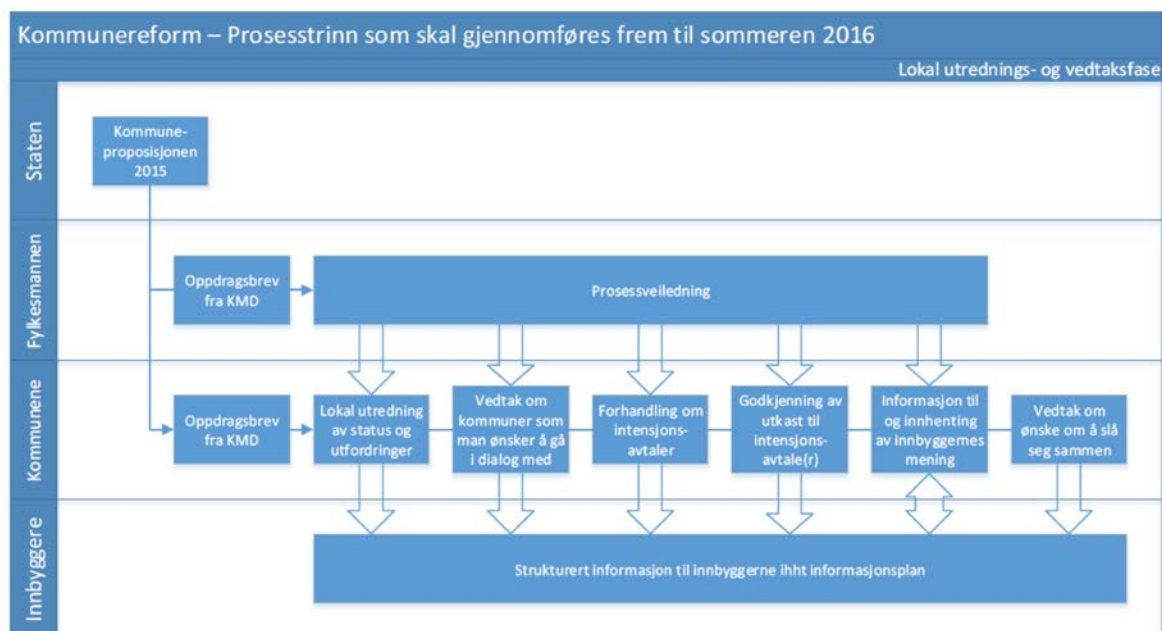 Kommunereform – Prosesstrinn som skal gjennomføres frem til sommeren 2016
Lokal utrednings- og vedtaksfase
Staten
Kommune-
proposisjonen
2015
Fylkesmannen
Oppdragsbrev
fra KMD
Prosessveiledning
Kommunene
Oppdragsbrev
fra KMD
Lokal utredning
av status og
utfordringer
Vedtak om
kommuner som
man ønsker å gå
i dialog med
Forhandling om
intensjons-
avtaler
Godkjenning av
utkast til
intensjons-
avtale(r)
Informasjon til
og innhenting
av innbyggernes
mening
Vedtak om
ønske om å slå
seg sammen
Innbyggere
Strukturert informasjon til innbyggerne ihht informasjonsplan